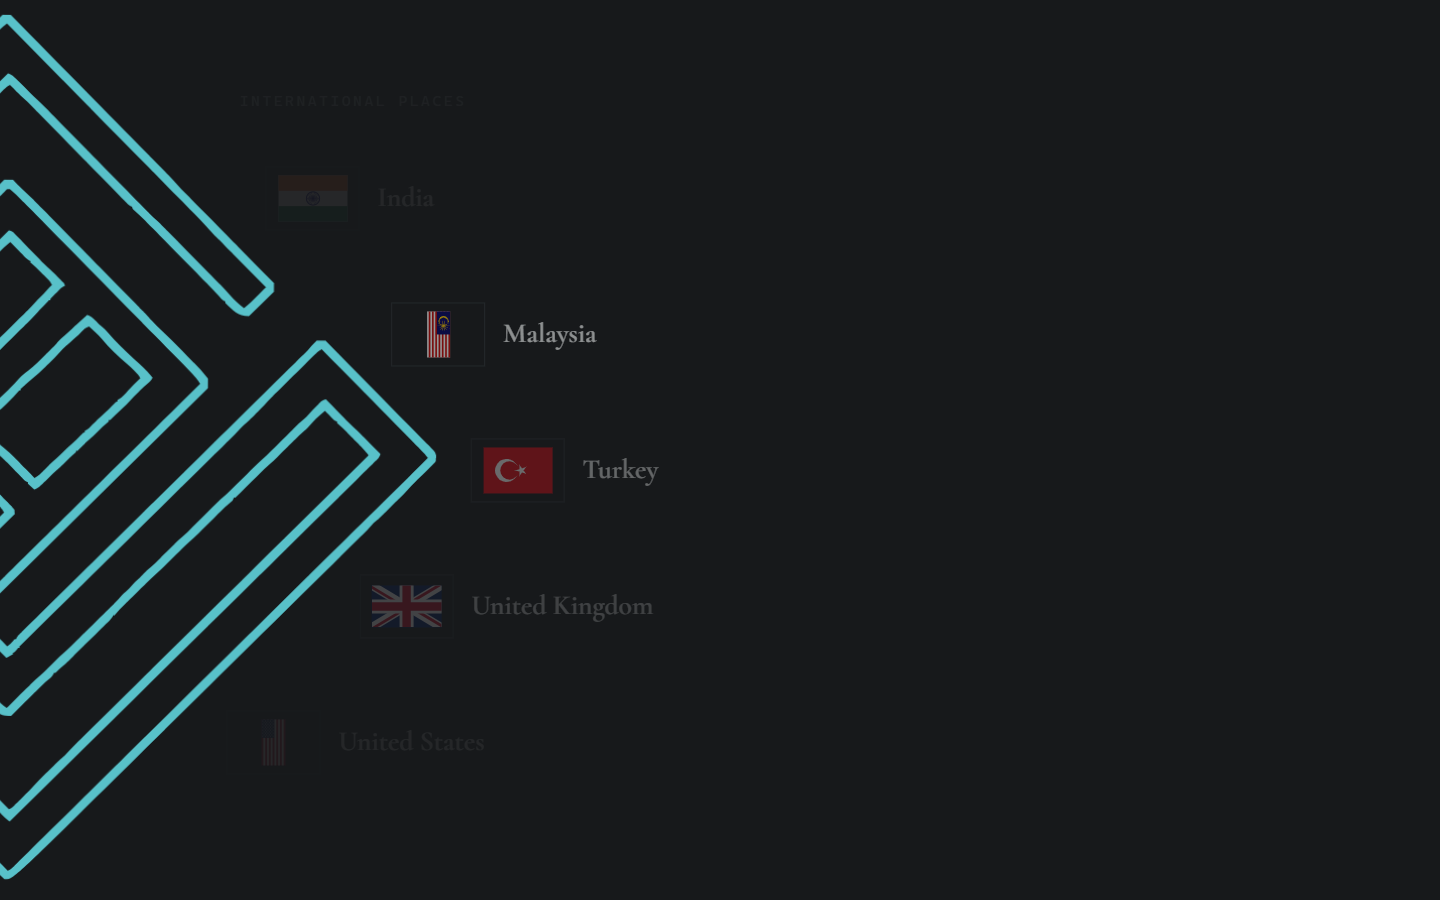 INTERNATIONAL PLACES
India
Malaysia
Turkey
United Kingdom
United States